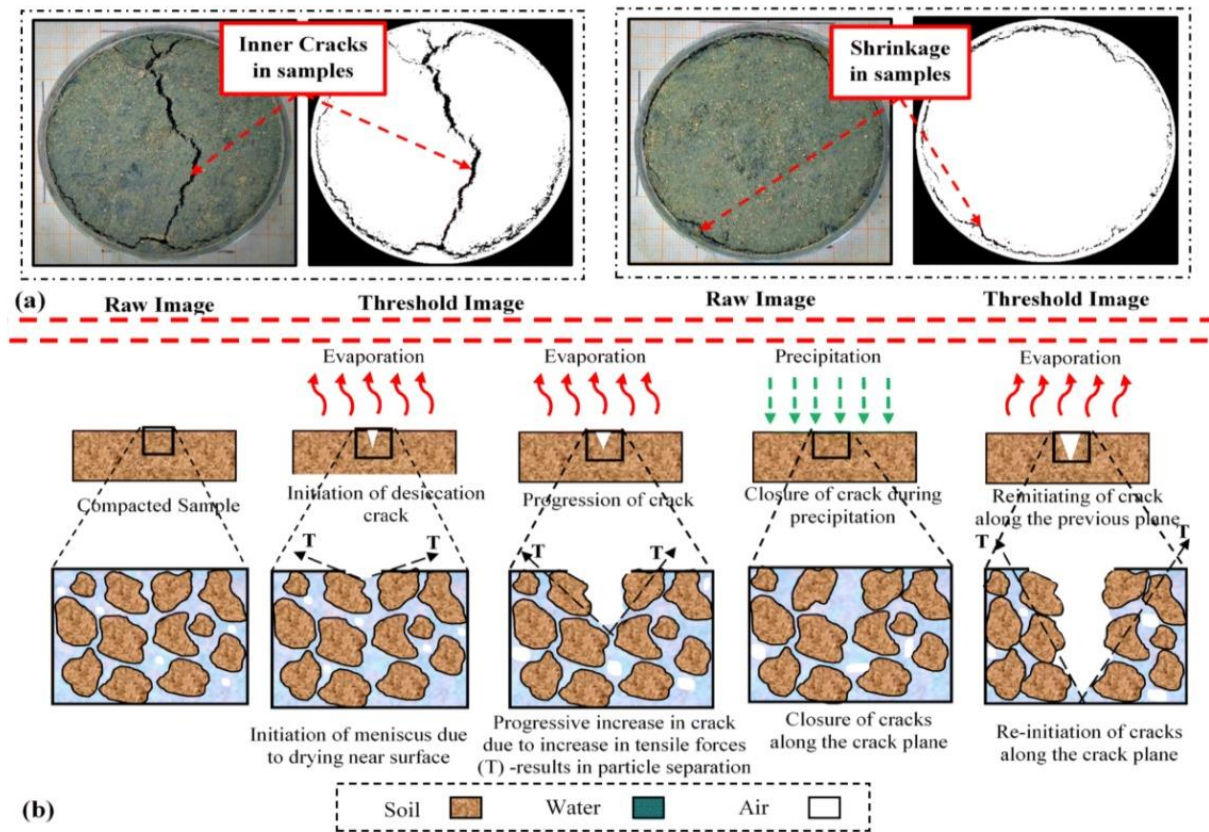 Inner Cracks
in samples
Shrinkage
in samples
(a)
Raw Image
Threshold Image
Raw Image
Threshold Image
Evaporation
Evaporation
Precipitation
Evaporation
Compacted Sample
Initiation of desiccation
crack
Progression of crack
Closure of crack during
precipitation
Reinitiating of crack
along the previous plane
T
T
T
T
T
T
Initiation of meniscus due
to drying near surface
Progressive increase in crack
due to increase in tensile forces
(T) -results in particle separation
Closure of cracks
along the crack plane
Re-initiation of cracks
along the crack plane
(b)
Soil
Water
Air